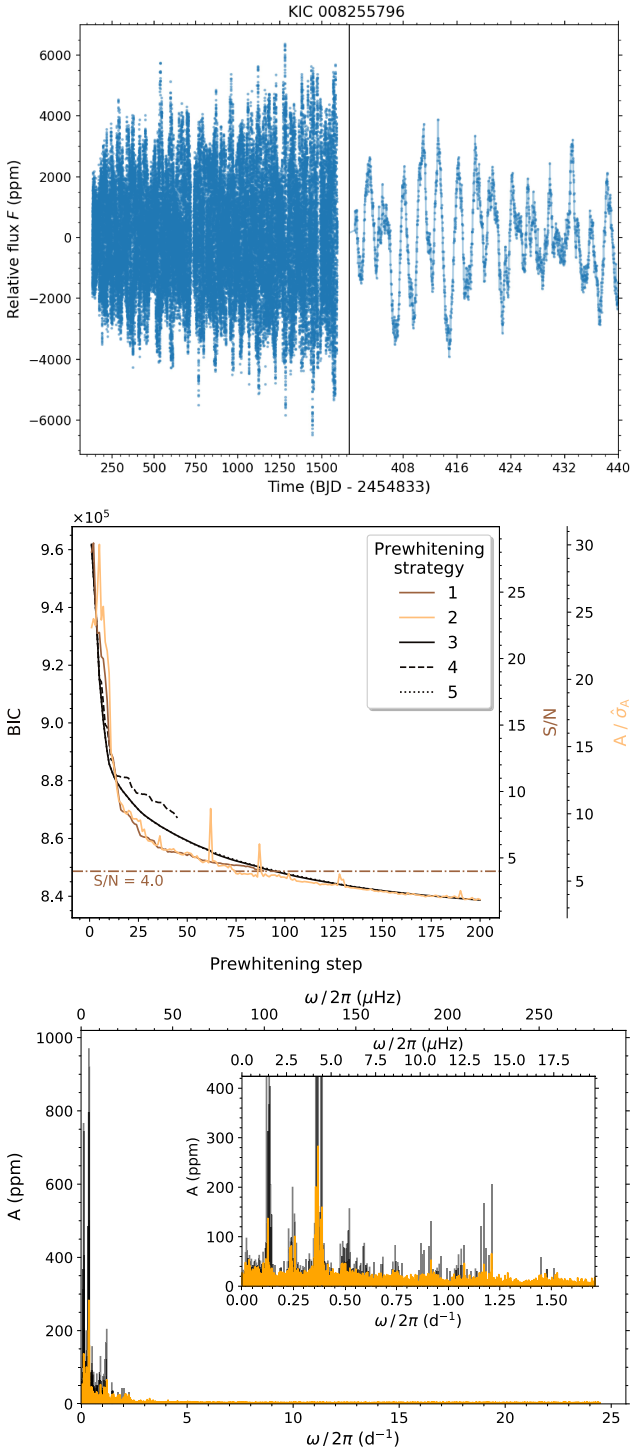 KIC 008255796
6000
4000
2000
0
−2000
−4000
−6000
Relative flux F (ppm)
250 500 750 1000 1250 1500 408 416 424 432 440
Time (BJD - 2454833)
×10⁵
9.6
9.4
9.2
9.0
8.8
8.6
8.4
BIC
Prewhitening
strategy
1
2
3
4
5
25
20
15
10
5
S/N
30
25
20
15
10
5
A / σ̂_A
S/N = 4.0
0 25 50 75 100 125 150 175 200
Prewhitening step
ω/2π (μHz)
0 50 100 150 200 250
1000
800
600
400
200
0
A (ppm)
ω/2π (μHz)
0.0 2.5 5.0 7.5 10.0 12.5 15.0 17.5
400
300
200
100
0
A (ppm)
0.00 0.25 0.50 0.75 1.00 1.25 1.50
ω/2π (d⁻¹)
0 5 10 15 20 25
ω/2π (d⁻¹)